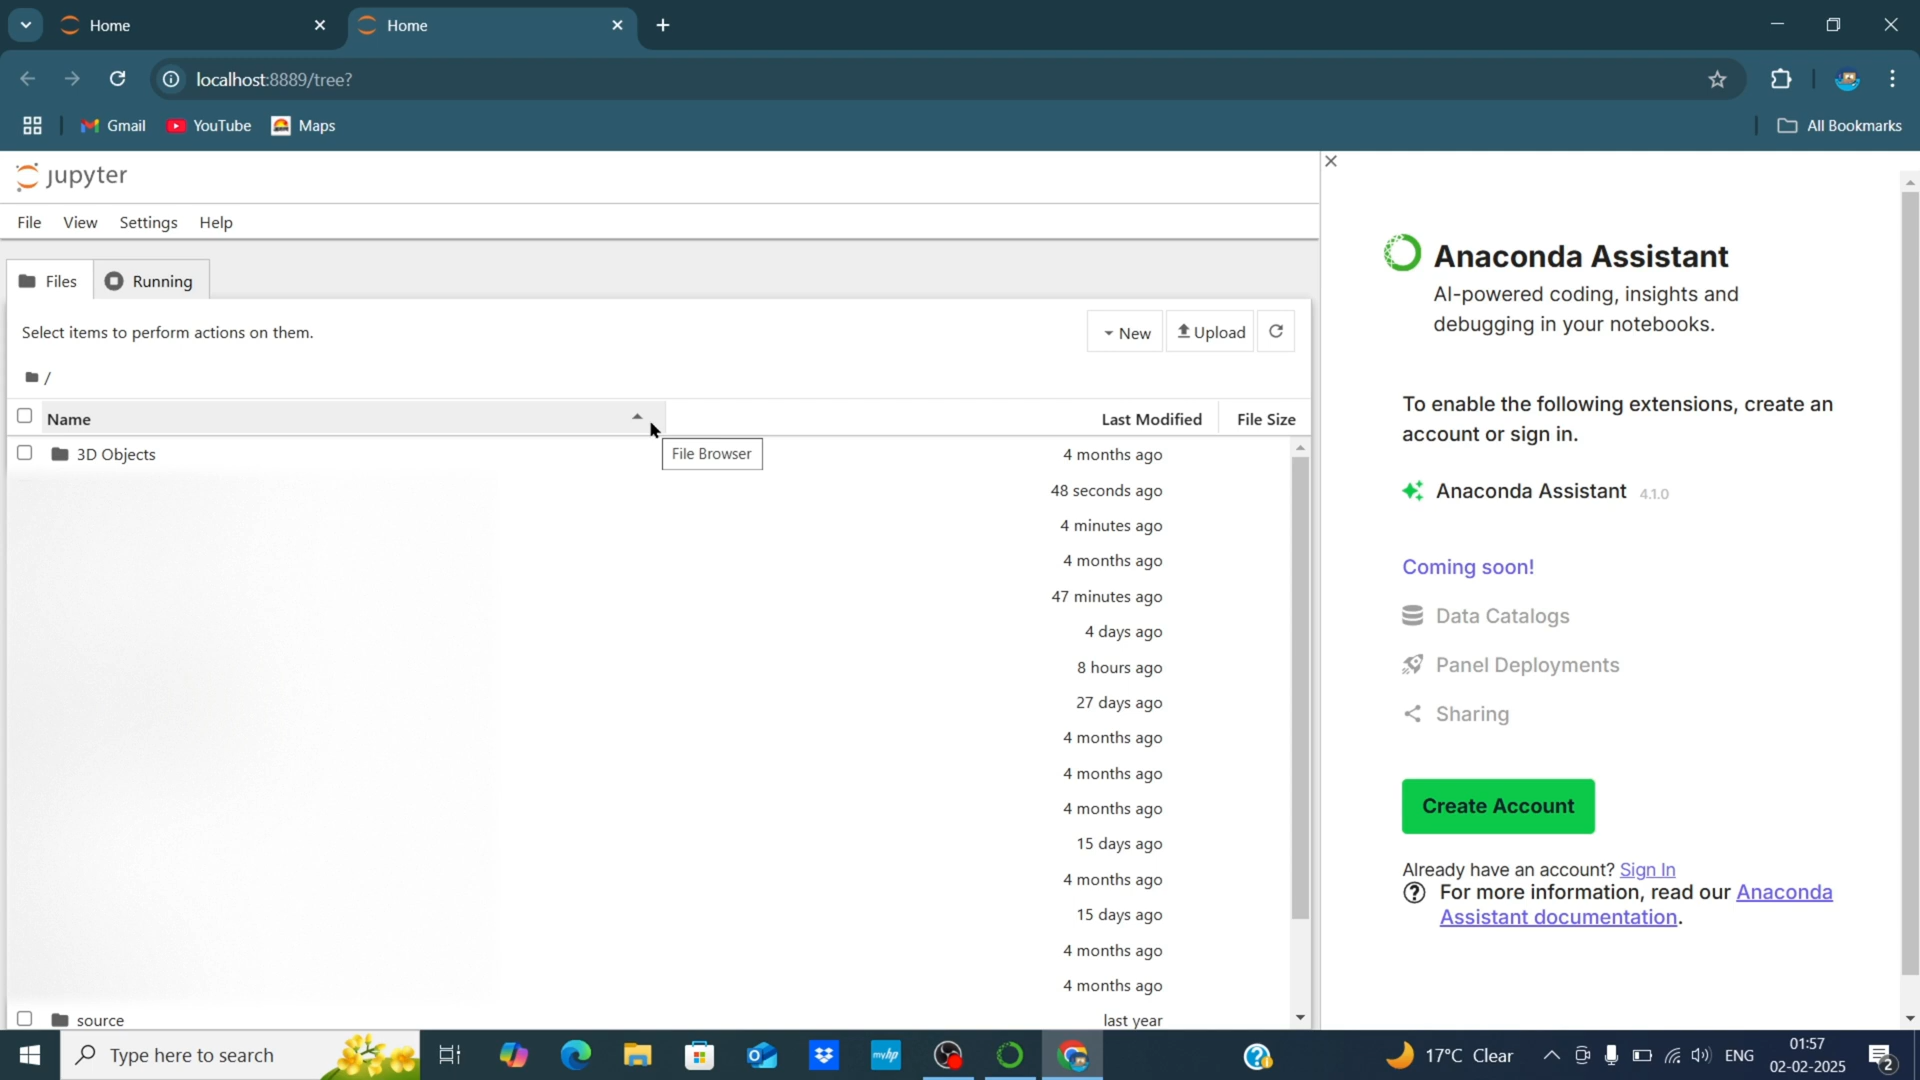 Home
Home
localhost:8889/tree?
Gmail
YouTube
Maps
All Bookmarks
jupyter
File View Settings Help
Files
Running
Select items to perform actions on them.
New
Upload
/
Name
Last Modified
File Size
3D Objects
4 months ago
File Browser
48 seconds ago
4 minutes ago
4 months ago
47 minutes ago
4 days ago
8 hours ago
27 days ago
4 months ago
4 months ago
4 months ago
15 days ago
4 months ago
15 days ago
4 months ago
4 months ago
source
last year
Anaconda Assistant
AI-powered coding, insights and
debugging in your notebooks.
To enable the following extensions, create an
account or sign in.
Anaconda Assistant 4.1.0
Coming soon!
Data Catalogs
Panel Deployments
Sharing
Create Account
Already have an account? Sign In
For more information, read our Anaconda
Assistant documentation.
Type here to search
myhp
17°C Clear
ENG
01:57
02-02-2025
2